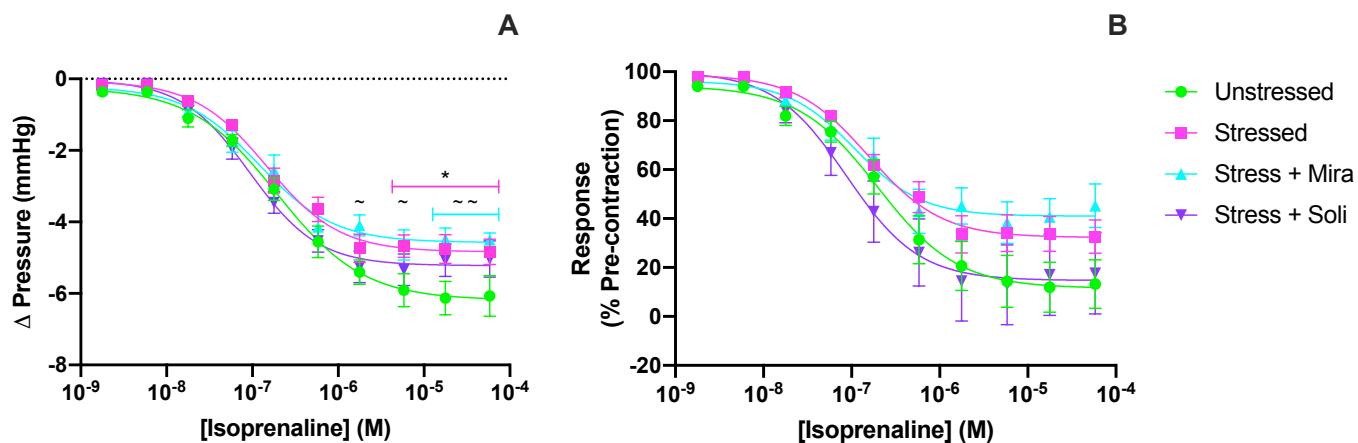 A
B
0
-2
-4
-6
-8
Δ Pressure (mmHg)
*
~ ~ ~ ~
10-9 10-8 10-7 10-6 10-5 10-4
[Isoprenaline] (M)
100
80
60
40
20
0
-20
Response
(% Pre-contraction)
10-9 10-8 10-7 10-6 10-5 10-4
[Isoprenaline] (M)
Unstressed
Stressed
Stress + Mira
Stress + Soli